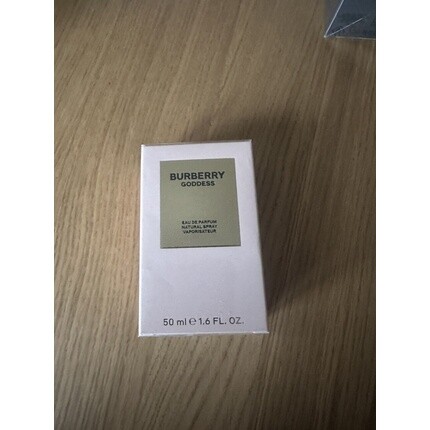 BURBERRY
GODDESS
EAU DE PARFUM
NATURAL SPRAY
VAPORISATEUR
50 ml ℮ 1.6 FL. OZ.